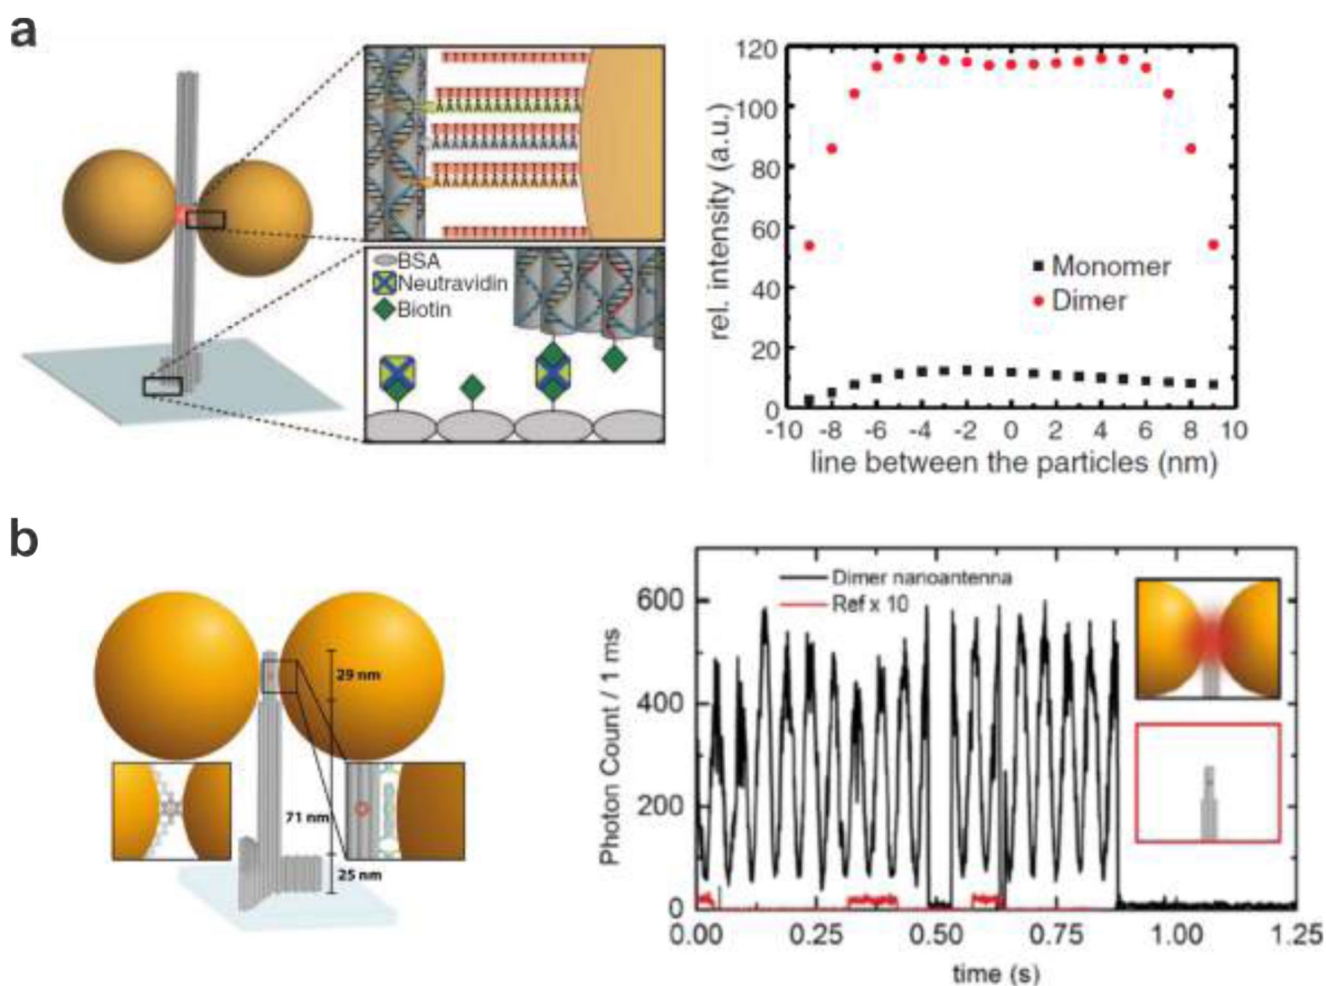 a
BSA
Neutravidin
Biotin
rel. intensity (a.u.)
120
100
80
60
40
20
0
Monomer
Dimer
-10 -8 -6 -4 -2 0 2 4 6 8 10
line between the particles (nm)
b
29 nm
71 nm
25 nm
Photon Count / 1 ms
600
400
200
0
Dimer nanoantenna
Ref x 10
0.00 0.25 0.50 0.75 1.00 1.25
time (s)